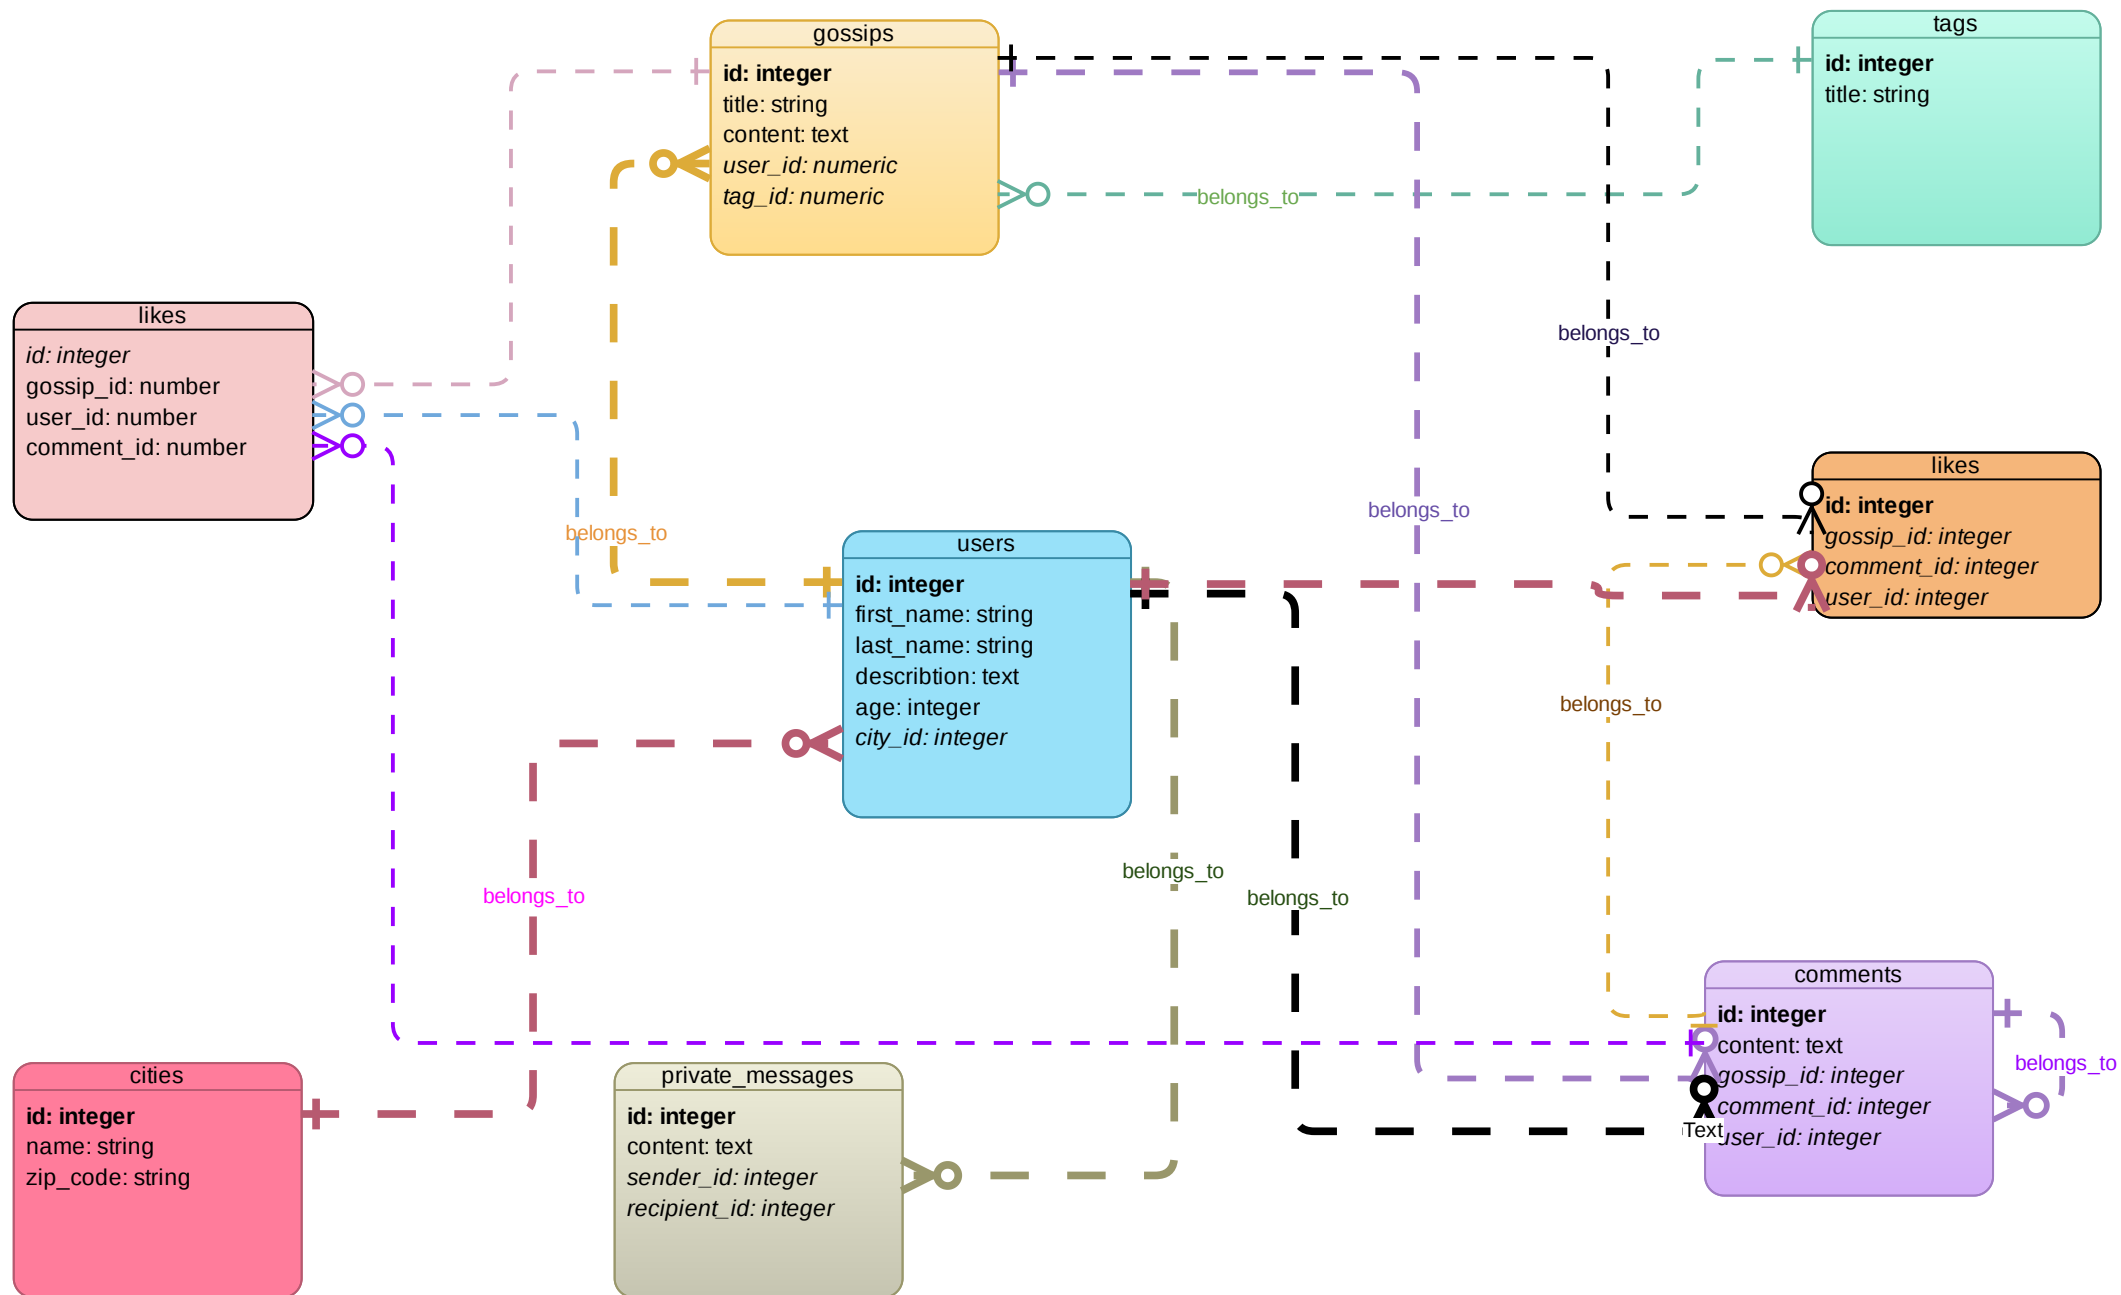 gossips
id: integer
title: string
content: text
user_id: numeric
tag_id: numeric
tags
id: integer
title: string
belongs_to
likes
id: integer
gossip_id: number
user_id: number
comment_id: number
belongs_to
likes
id: integer
gossip_id: integer
comment_id: integer
user_id: integer
belongs_to
belongs_to
users
id: integer
first_name: string
last_name: string
describtion: text
age: integer
city_id: integer
belongs_to
belongs_to
belongs_to
belongs_to
comments
id: integer
content: text
gossip_id: integer
comment_id: integer
user_id: integer
Text
belongs_to
cities
id: integer
name: string
zip_code: string
private_messages
id: integer
content: text
sender_id: integer
recipient_id: integer